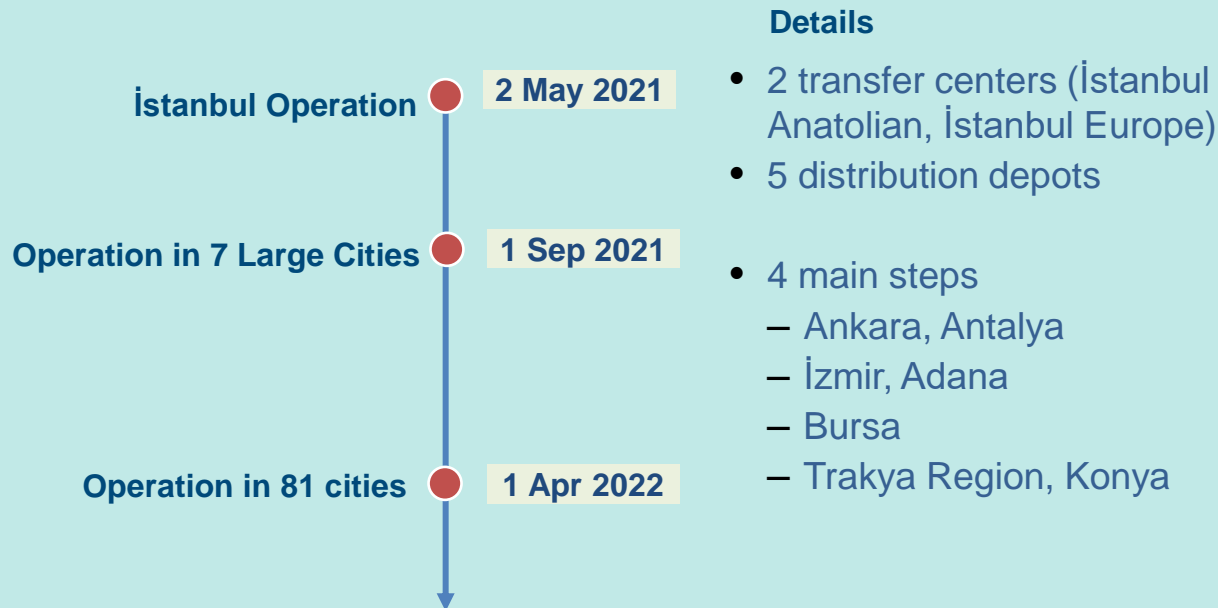 Details
İstanbul Operation
2 May 2021
• 2 transfer centers (İstanbul
Anatolian, İstanbul Europe)
• 5 distribution depots
Operation in 7 Large Cities
1 Sep 2021
• 4 main steps
– Ankara, Antalya
– İzmir, Adana
– Bursa
– Trakya Region, Konya
Operation in 81 cities
1 Apr 2022